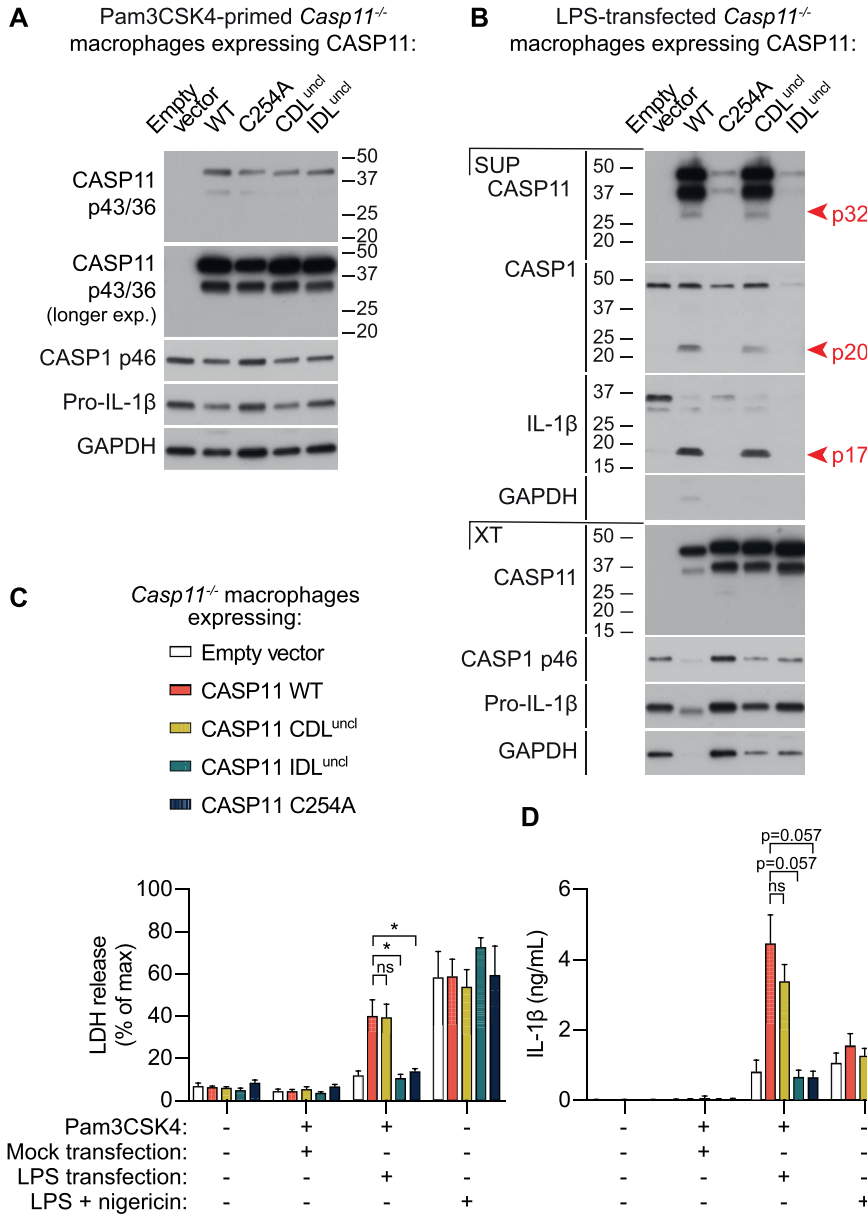 A
Pam3CSK4-primed Casp11-/-
macrophages expressing CASP11:
Empty
vector
WT
C254A
CDLuncl
IDLuncl
CASP11
p43/36
50
37
25
20
CASP11
p43/36
(longer exp.)
50
37
25
20
CASP1 p46
Pro-IL-1β
GAPDH
B
LPS-transfected Casp11-/-
macrophages expressing CASP11:
Empty
vector
WT
C254A
CDLuncl
IDLuncl
SUP
CASP11
50
37
25
20
p32
CASP1
50
37
25
20
p20
IL-1β
37
25
20
15
p17
GAPDH
XT
CASP11
50
37
25
20
15
CASP1 p46
Pro-IL-1β
GAPDH
C
Casp11-/- macrophages
expressing:
Empty vector
CASP11 WT
CASP11 CDLuncl
CASP11 IDLuncl
CASP11 C254A
LDH release
(% of max)
100
80
60
40
20
0
*
*
ns
Pam3CSK4: - + + -
Mock transfection: - + - -
LPS transfection: - - + -
LPS + nigericin: - - - +
D
IL-1β (ng/mL)
6
4
2
0
p=0.057
p=0.057
ns
- + + -
- + - -
- - + -
- - - +